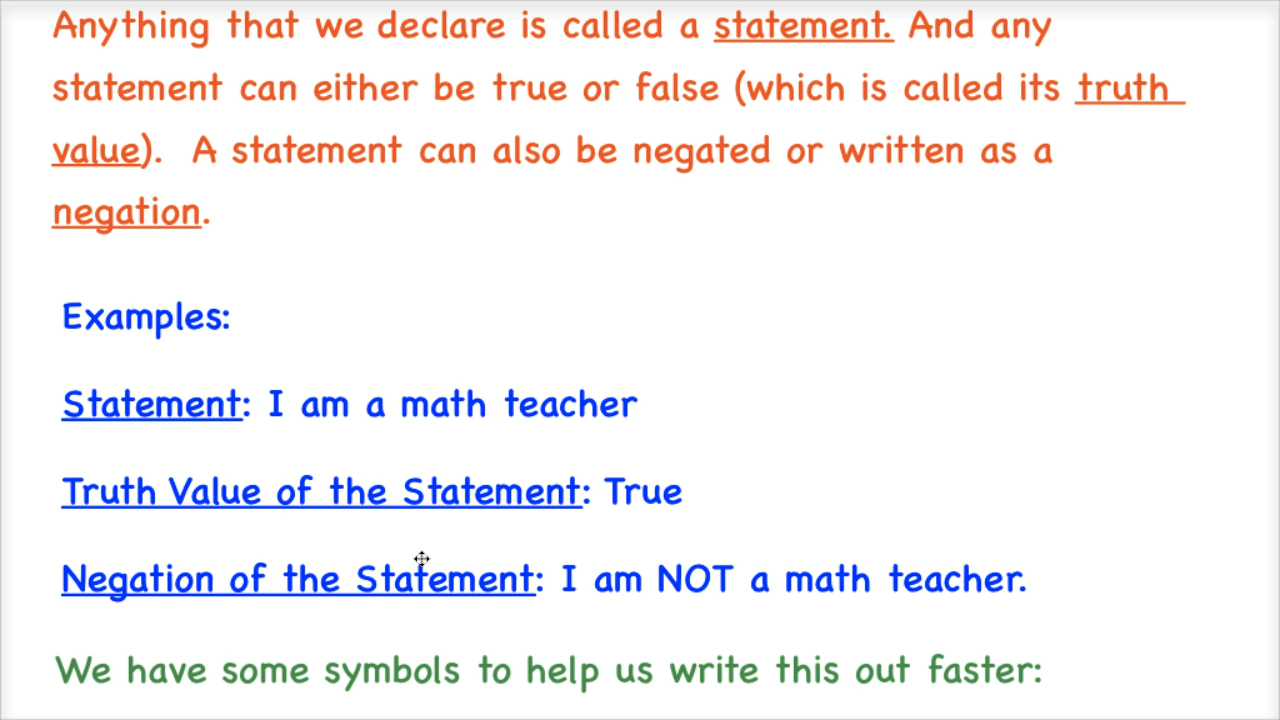 Anything that we declare is called a statement. And any
statement can either be true or false (which is called its truth
value).  A statement can also be negated or written as a
negation.
Examples:
Statement: I am a math teacher
Truth Value of the Statement: True
Negation of the Statement: I am NOT a math teacher.
We have some symbols to help us write this out faster: